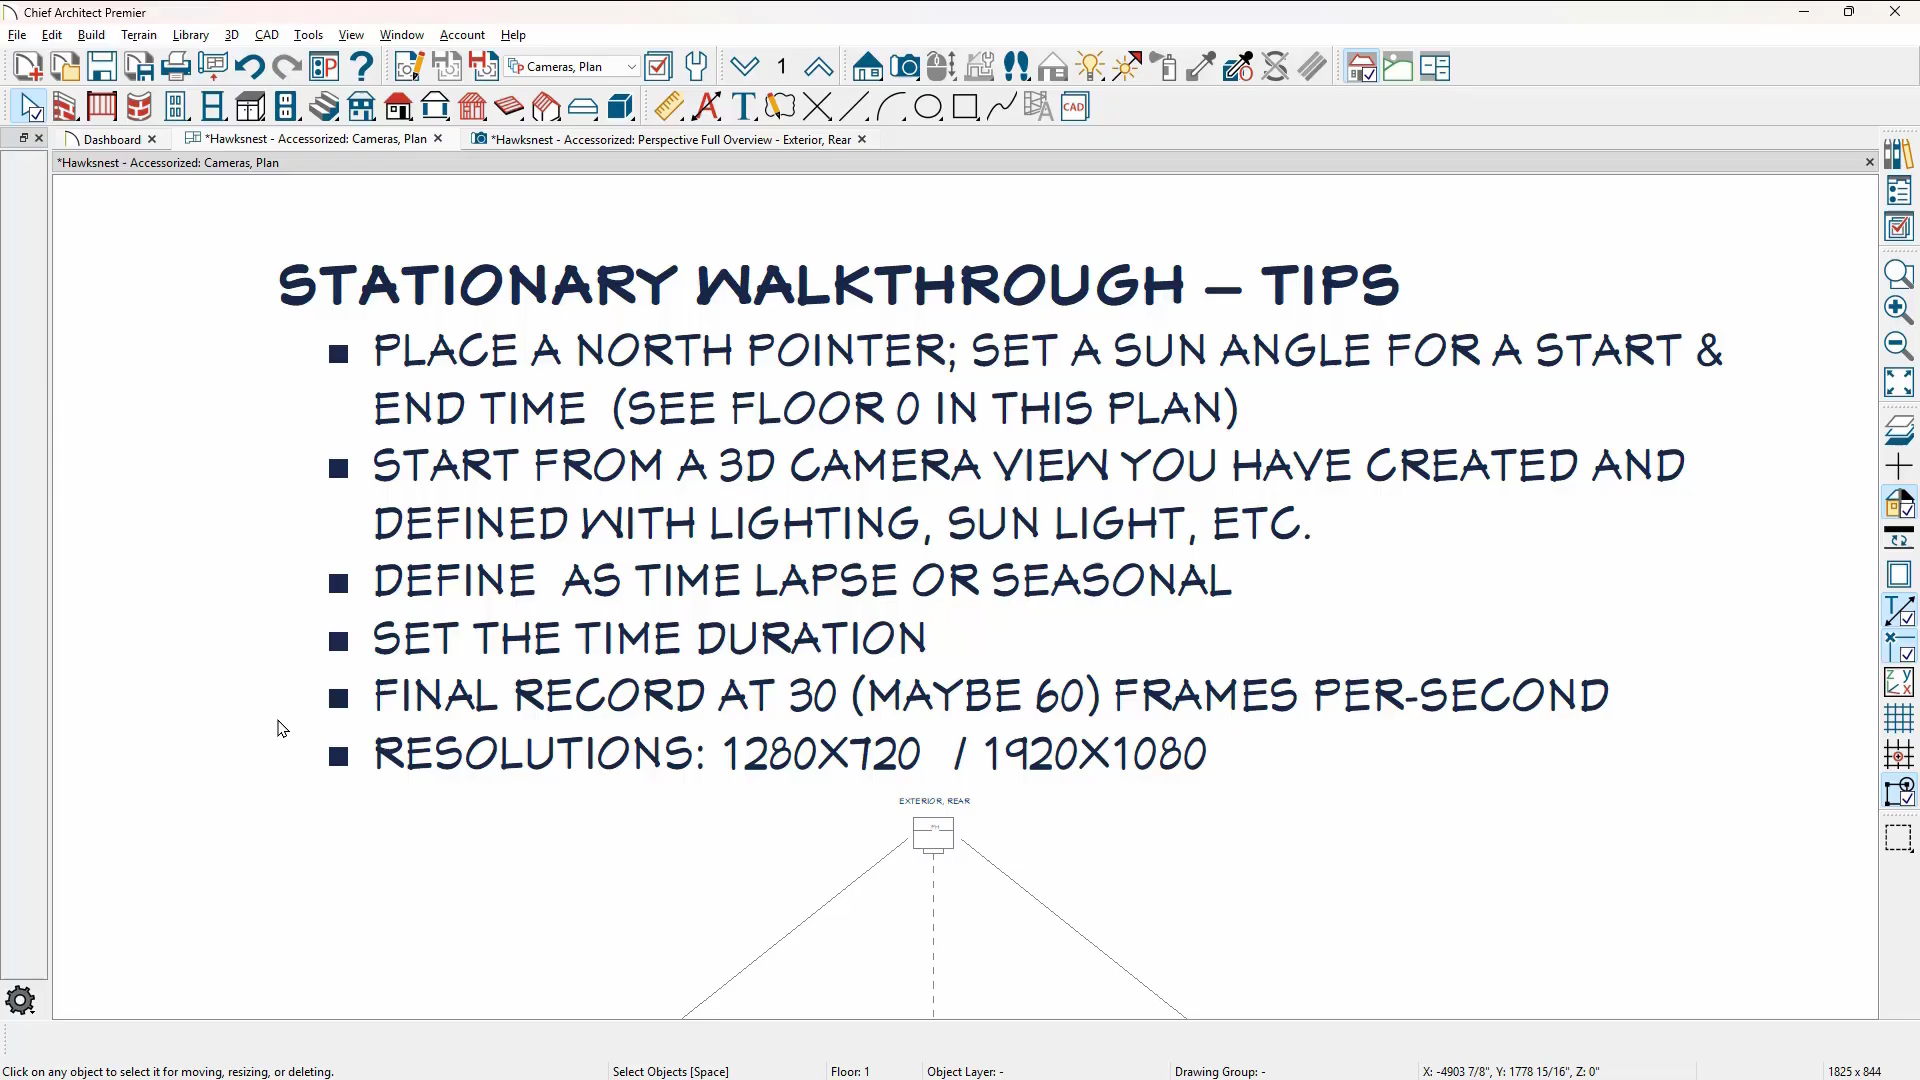 Chief Architect Premier
File Edit Build Terrain Library 3D CAD Tools View Window Account Help
Cameras, Plan 1
CAD
Dashboard *Hawksnest - Accessorized: Cameras, Plan *Hawksnest - Accessorized: Perspective Full Overview - Exterior, Rear
*Hawksnest - Accessorized: Cameras, Plan
STATIONARY WALKTHROUGH – TIPS
■ PLACE A NORTH POINTER; SET A SUN ANGLE FOR A START &
END TIME (SEE FLOOR 0 IN THIS PLAN)
■ START FROM A 3D CAMERA VIEW YOU HAVE CREATED AND
DEFINED WITH LIGHTING, SUN LIGHT, ETC.
■ DEFINE AS TIME LAPSE OR SEASONAL
■ SET THE TIME DURATION
■ FINAL RECORD AT 30 (MAYBE 60) FRAMES PER-SECOND
■ RESOLUTIONS: 1280X720 / 1920X1080
EXTERIOR, REAR
Click on any object to select it for moving, resizing, or deleting. Select Objects [Space] Floor: 1 Object Layer: - Drawing Group: - X: -4903 7/8", Y: 1778 15/16", Z: 0" 1825 x 844